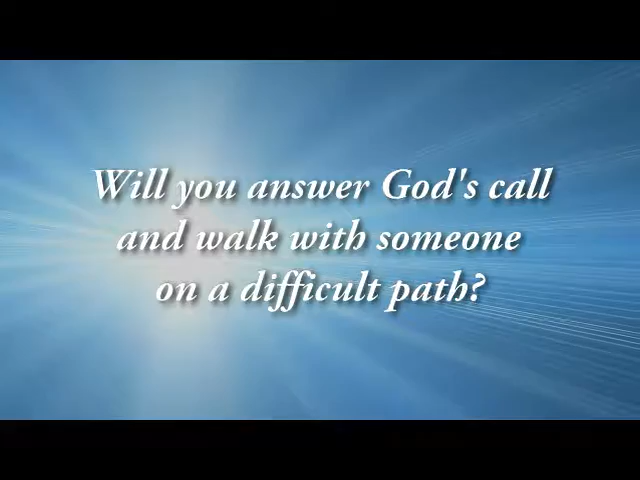 Will you answer God's call
and walk with someone
on a difficult path?